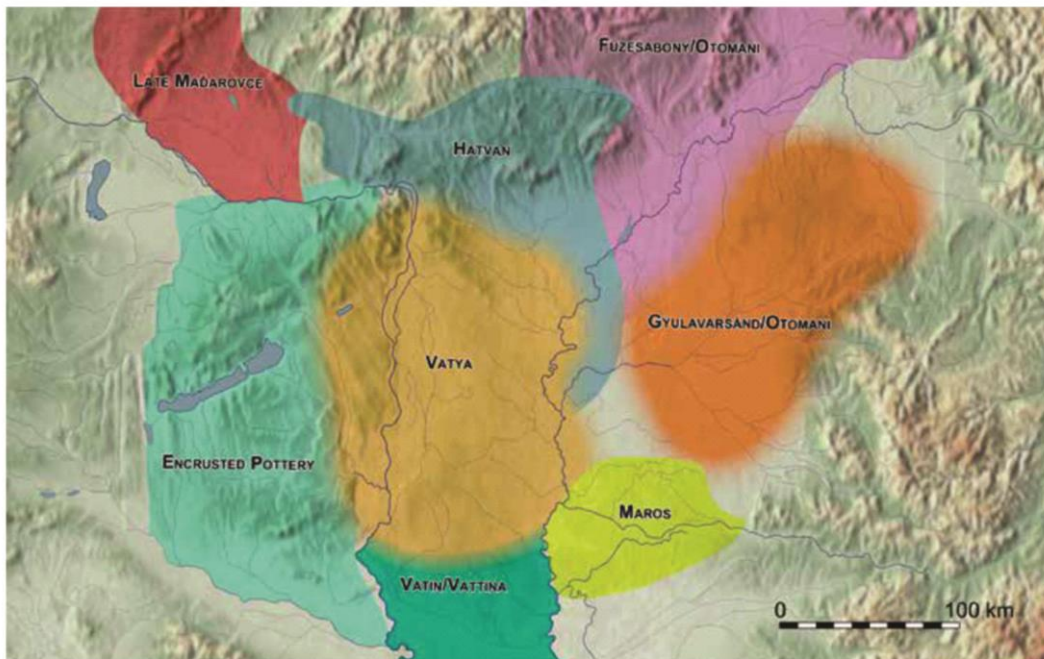 FÜZESABONY/OTOMANI
LATE MAĎAROVCE
HATVAN
GYULAVARSÁND/OTOMANI
VATYA
ENCRUSTED POTTERY
MAROS
VATIN/VATTINA
0 100 km